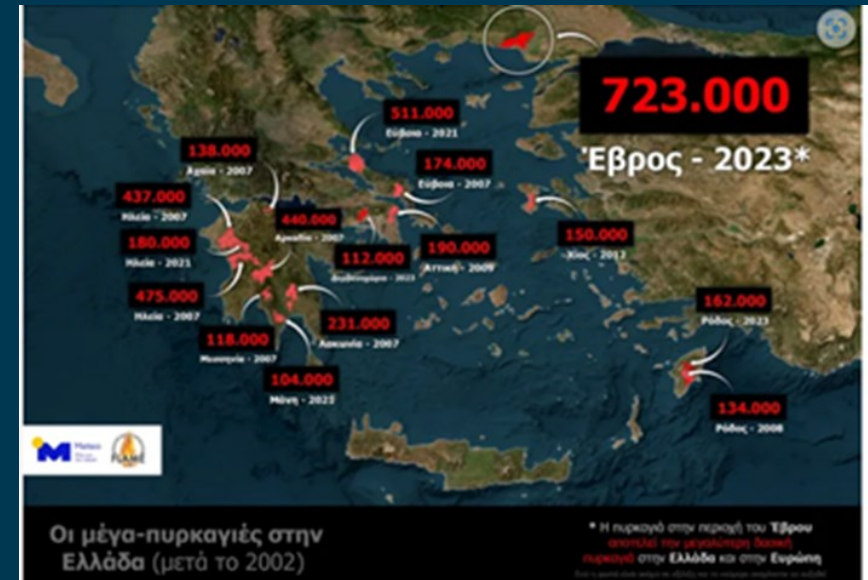 723.000
Έβρος - 2023*
511.000
Εύβοια - 2021
138.000
Αχαΐα - 2007
174.000
Εύβοια - 2007
437.000
Ηλεία - 2007
440.000
Αρκαδία - 2007
180.000
Ηλεία - 2021
112.000
190.000
Αττική - 2009
150.000
Χίος - 2012
475.000
Ηλεία - 2007
162.000
Ρόδος - 2023
118.000
Μεσσηνία - 2007
231.000
Λακωνία - 2007
104.000
Μάνη - 2021
134.000
Ρόδος - 2008
Meteo
FLAME
Οι μέγα-πυρκαγιές στην
Ελλάδα (μετά το 2002)
* Η πυρκαγιά στην περιοχή του Έβρου
αποτελεί την μεγαλύτερη δασική
πυρκαγιά στην Ελλάδα και στην Ευρώπη